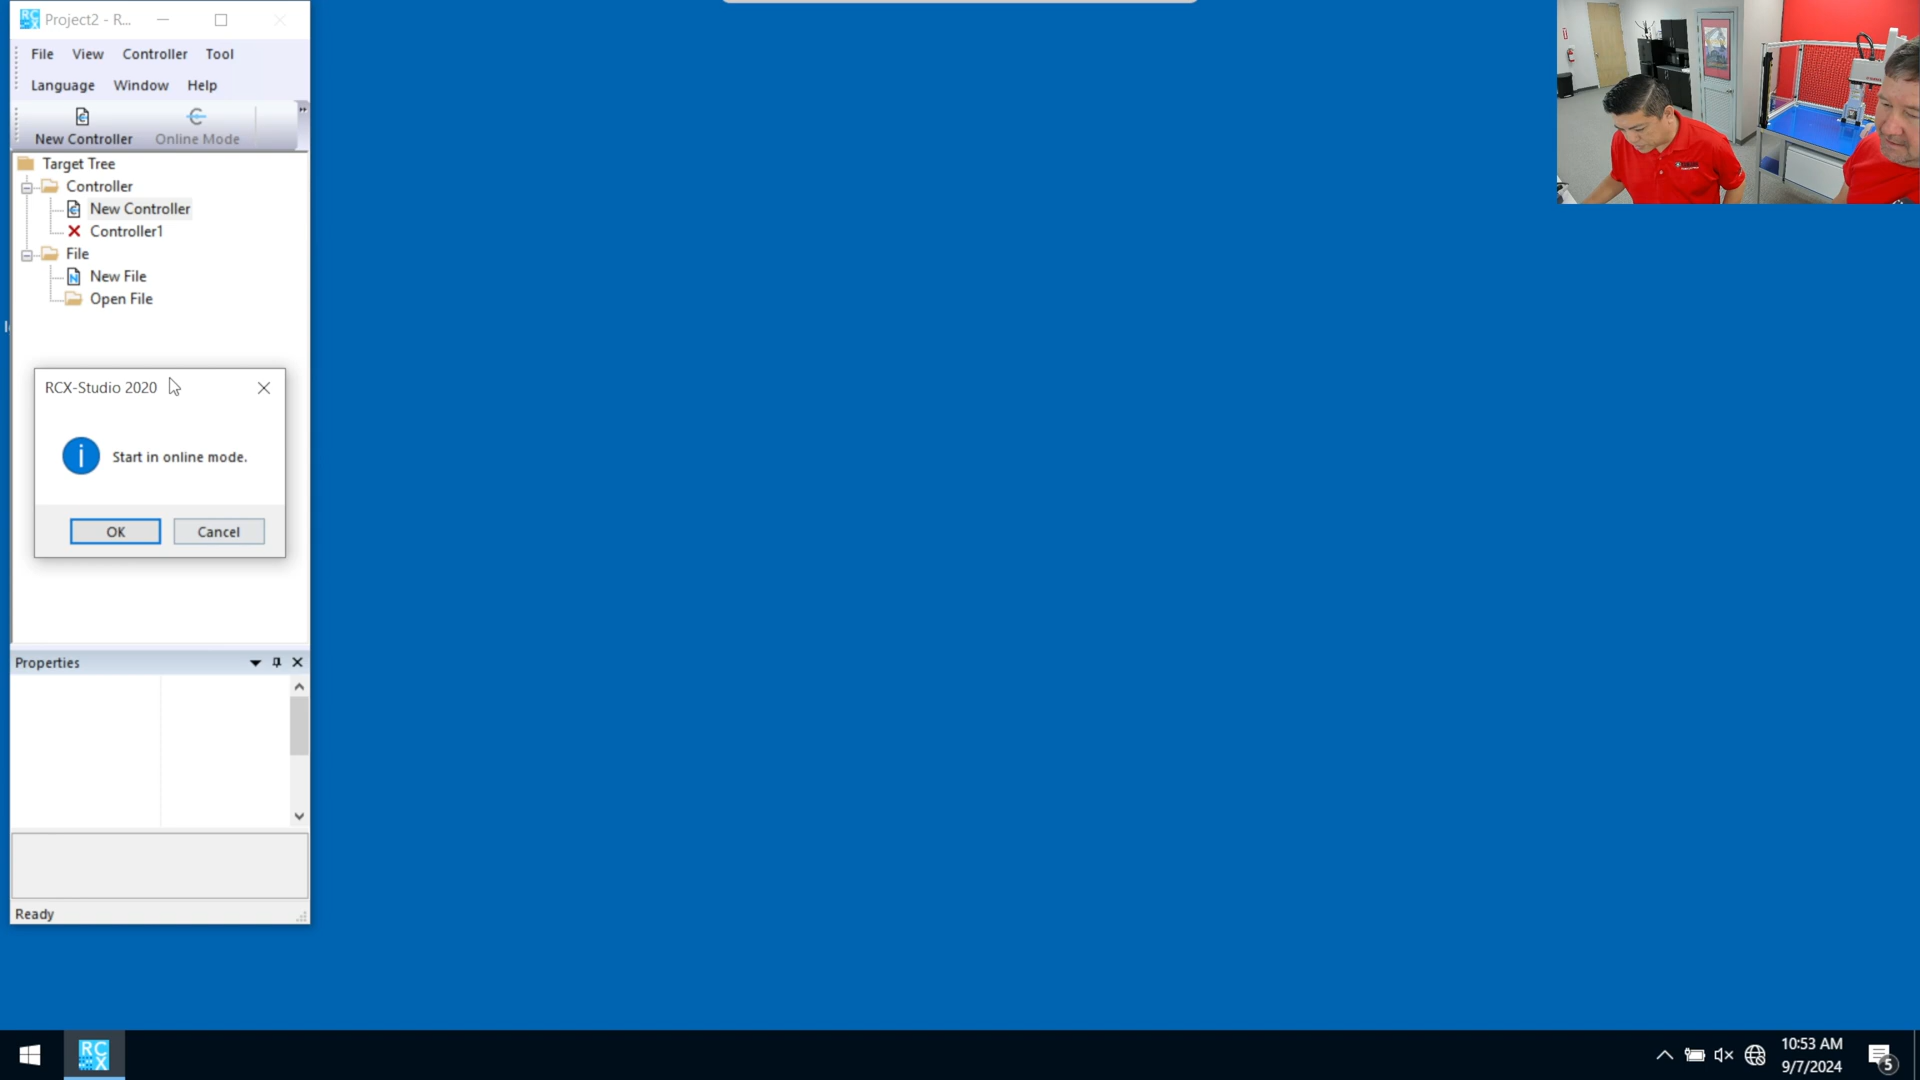 Project2 - R...
File View Controller Tool
Language Window Help
New Controller Online Mode
Target Tree
Controller
New Controller
Controller1
File
New File
Open File
RCX-Studio 2020
Start in online mode.
OK Cancel
Properties
Ready
RC
X
10:53 AM
9/7/2024
5